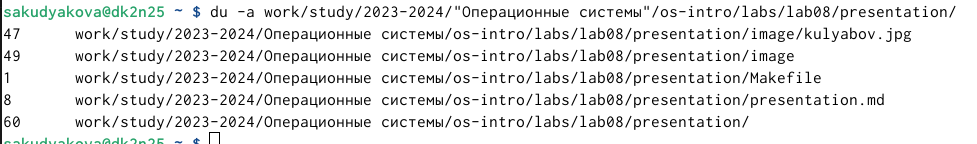 sakudyakova@dk2n25 ~ $ du -a work/study/2023-2024/"Операционные системы"/os-intro/labs/lab08/presentation/
47 work/study/2023-2024/Операционные системы/os-intro/labs/lab08/presentation/image/kulyabov.jpg
49 work/study/2023-2024/Операционные системы/os-intro/labs/lab08/presentation/image
1 work/study/2023-2024/Операционные системы/os-intro/labs/lab08/presentation/Makefile
8 work/study/2023-2024/Операционные системы/os-intro/labs/lab08/presentation/presentation.md
60 work/study/2023-2024/Операционные системы/os-intro/labs/lab08/presentation/
sakudyakova@dk2n25 ~ $